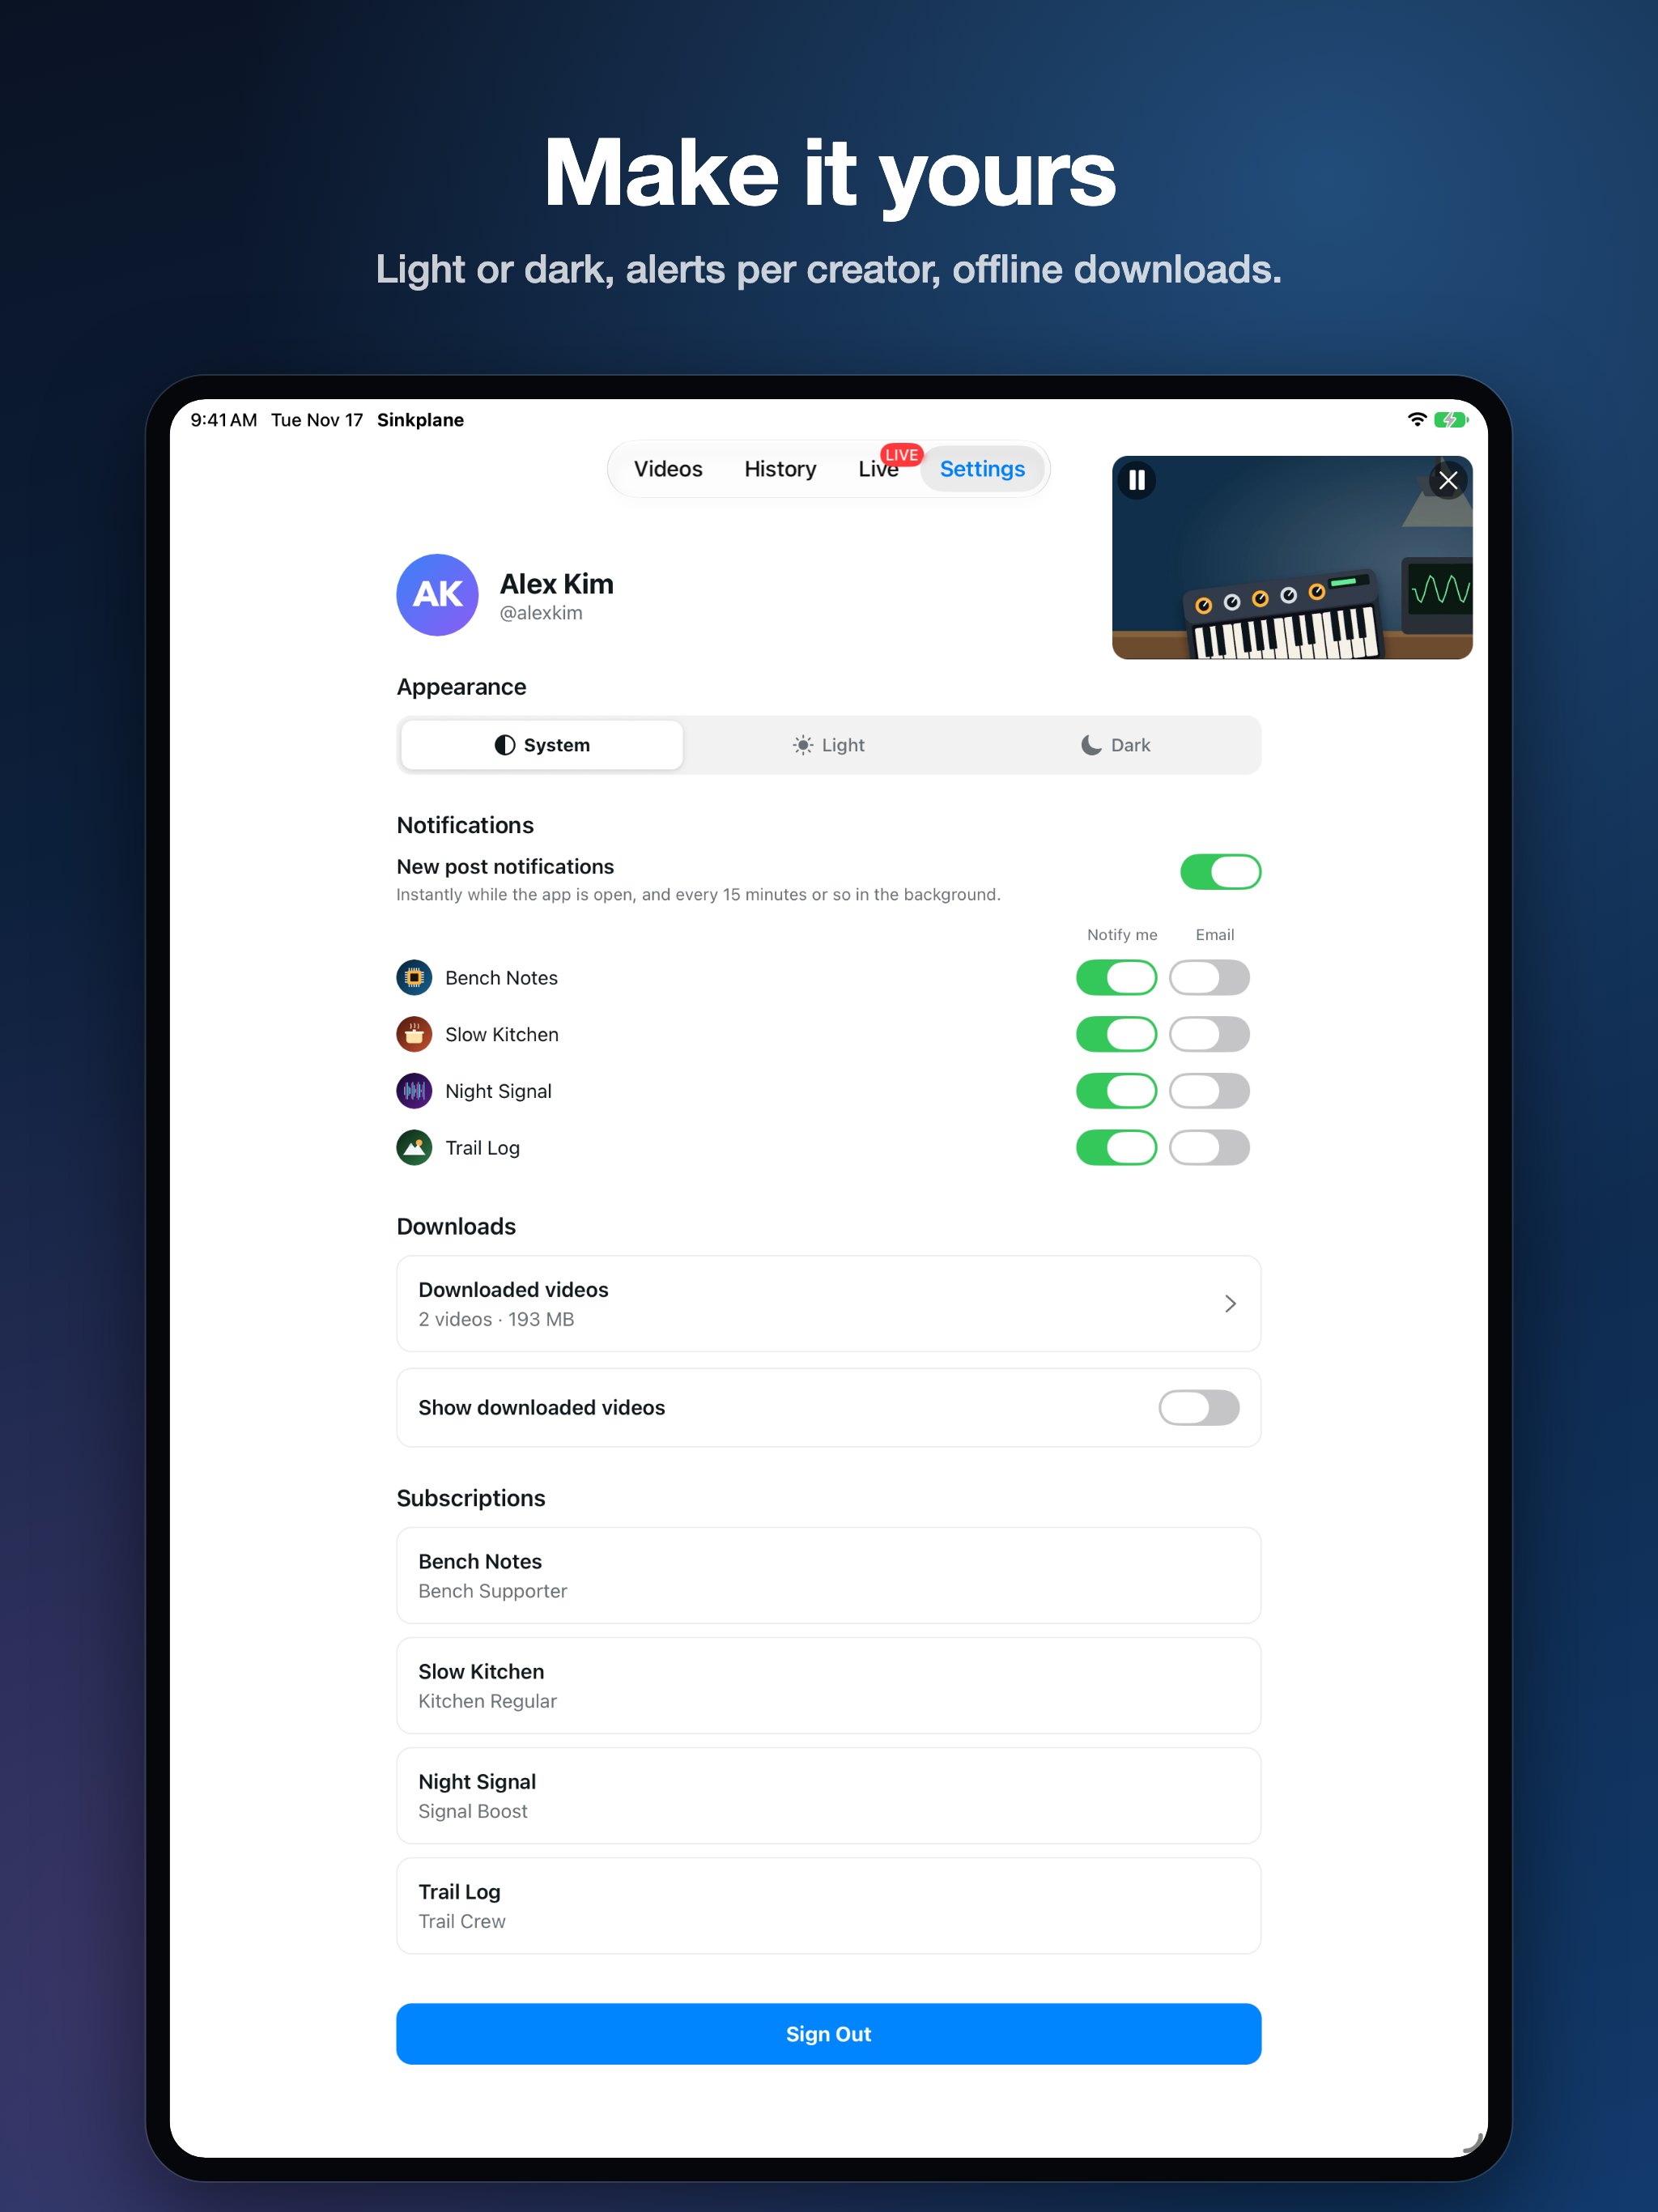 Make it yours
Light or dark, alerts per creator, offline downloads.
9:41 AM Tue Nov 17 Sinkplane
Videos History Live LIVE Settings
AK
Alex Kim
@alexkim
Appearance
System Light Dark
Notifications
New post notifications
Instantly while the app is open, and every 15 minutes or so in the background.
Notify me Email
Bench Notes
Slow Kitchen
Night Signal
Trail Log
Downloads
Downloaded videos
2 videos · 193 MB
Show downloaded videos
Subscriptions
Bench Notes
Bench Supporter
Slow Kitchen
Kitchen Regular
Night Signal
Signal Boost
Trail Log
Trail Crew
Sign Out